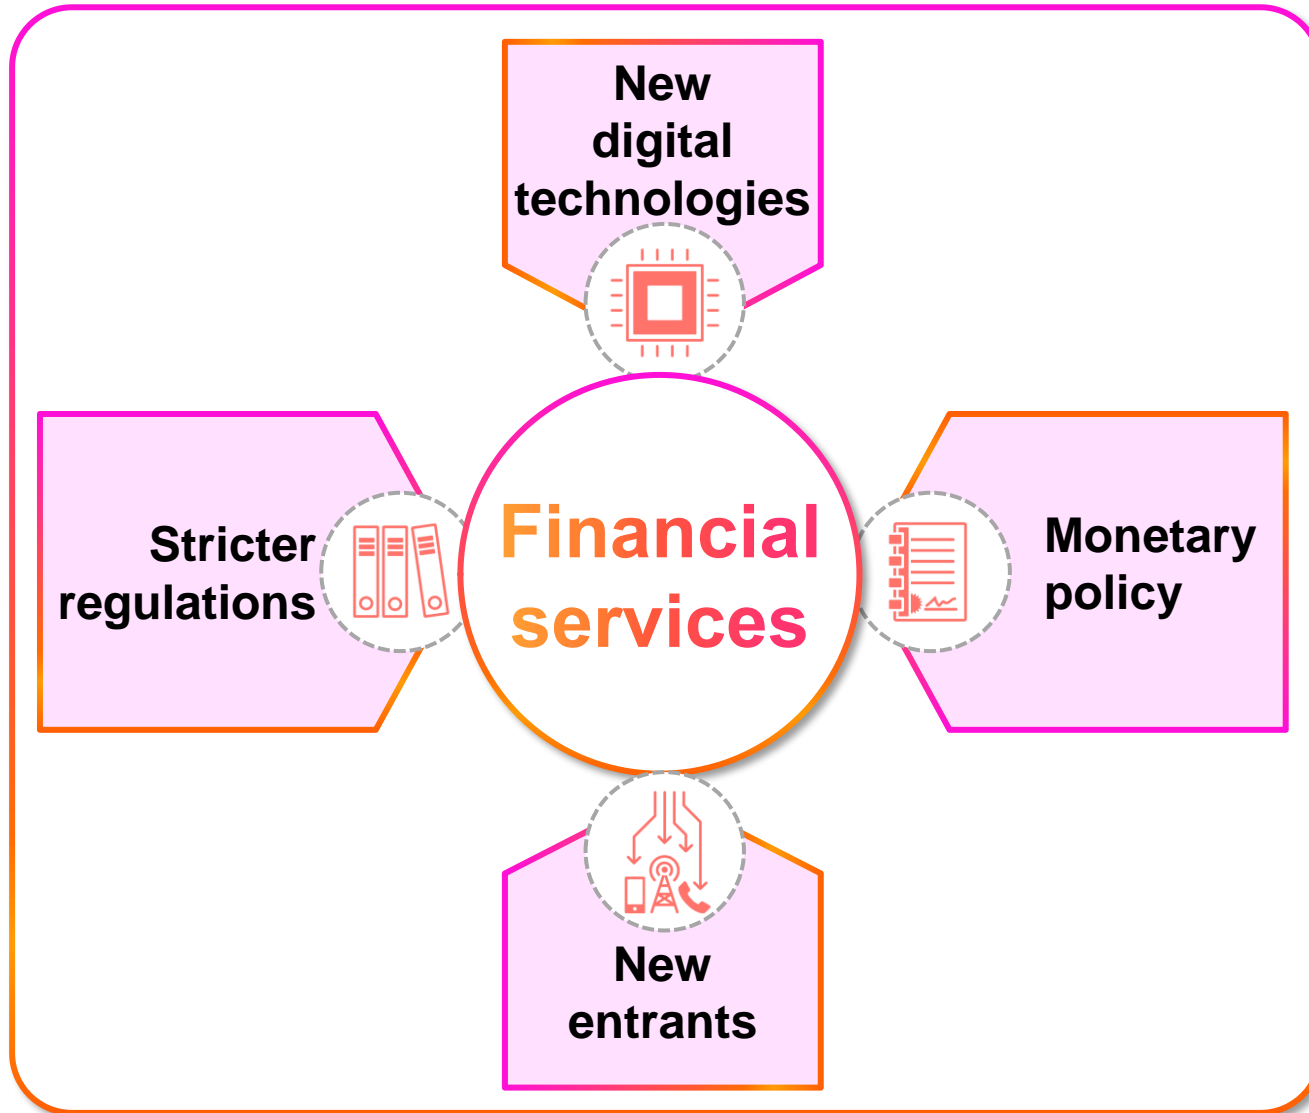 New
digital
technologies
Stricter
regulations
Financial
services
Monetary
policy
New
entrants